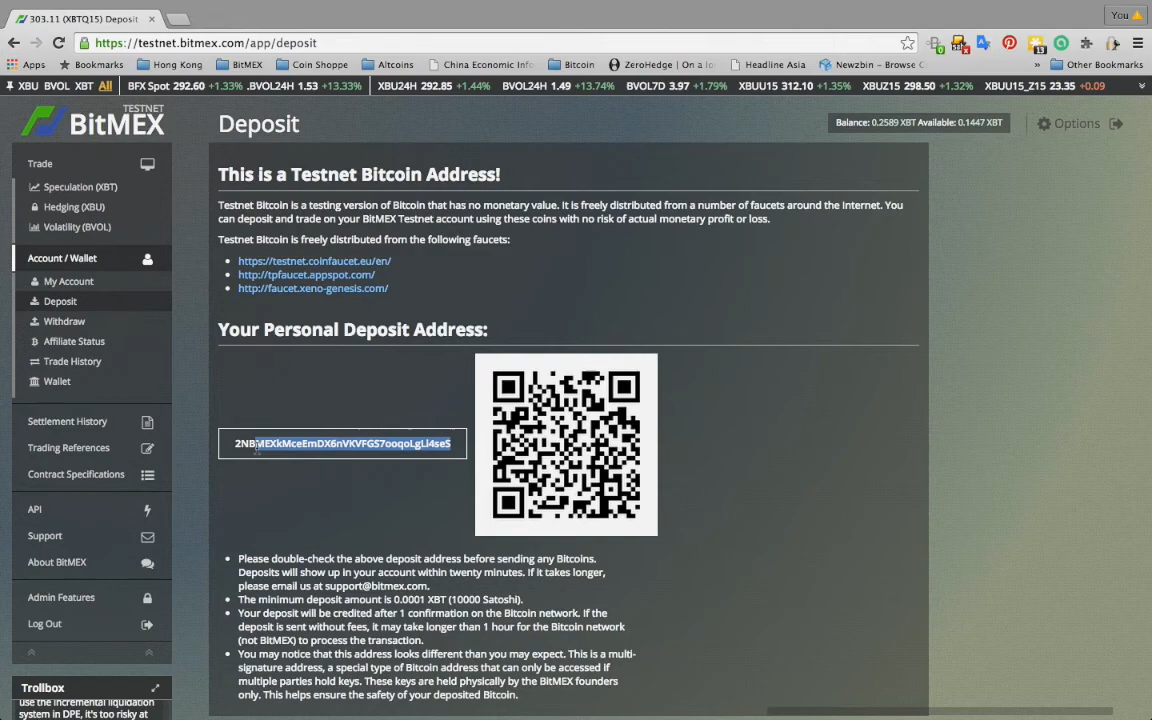 303.11 (XBTQ15) Deposit
You
https://testnet.bitmex.com/app/deposit
Apps Bookmarks Hong Kong BitMEX Coin Shoppe Altcoins China Economic Info Bitcoin ZeroHedge | On a lo Headline Asia Newzbin – Browse C » Other Bookmarks
XBU BVOL XBT All BFX Spot 292.60 +1.33% .BVOL24H 1.53 +13.33% XBU24H 292.85 +1.44% BVOL24H 1.49 +13.74% BVOL7D 3.97 +1.79% XBUU15 312.10 +1.35% XBUZ15 298.50 +1.32% XBUU15_Z15 23.35 +0.09
TESTNET
BitMEX
Deposit
Balance: 0.2589 XBT Available: 0.1447 XBT
Options
Trade
Speculation (XBT)
Hedging (XBU)
Volatility (BVOL)
Account / Wallet
My Account
Deposit
Withdraw
Affiliate Status
Trade History
Wallet
Settlement History
Trading References
Contract Specifications
API
Support
About BitMEX
Admin Features
Log Out
Trollbox
use the incremental liquidation
system in DPE, it's too risky at
This is a Testnet Bitcoin Address!
Testnet Bitcoin is a testing version of Bitcoin that has no monetary value. It is freely distributed from a number of faucets around the Internet. You
can deposit and trade on your BitMEX Testnet account using these coins with no risk of actual monetary profit or loss.
Testnet Bitcoin is freely distributed from the following faucets:
https://testnet.coinfaucet.eu/en/
http://tpfaucet.appspot.com/
http://faucet.xeno-genesis.com/
Your Personal Deposit Address:
2NBMEXkMceEmDX6nVKVFGS7ooqoLgLi4seS
Please double-check the above deposit address before sending any Bitcoins.
Deposits will show up in your account within twenty minutes. If it takes longer,
please email us at support@bitmex.com.
The minimum deposit amount is 0.0001 XBT (10000 Satoshi).
Your deposit will be credited after 1 confirmation on the Bitcoin network. If the
deposit is sent without fees, it may take longer than 1 hour for the Bitcoin network
(not BitMEX) to process the transaction.
You may notice that this address looks different than you may expect. This is a multi-
signature address, a special type of Bitcoin address that can only be accessed if
multiple parties hold keys. These keys are held physically by the BitMEX founders
only. This helps ensure the safety of your deposited Bitcoin.